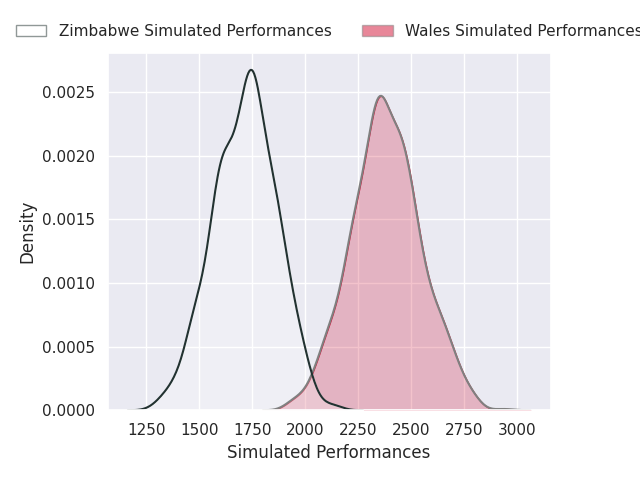 Zimbabwe Simulated Performances
Wales Simulated Performances
0.0025
0.0020
0.0015
0.0010
0.0005
0.0000
Density
1250 1500 1750 2000 2250 2500 2750 3000
Simulated Performances